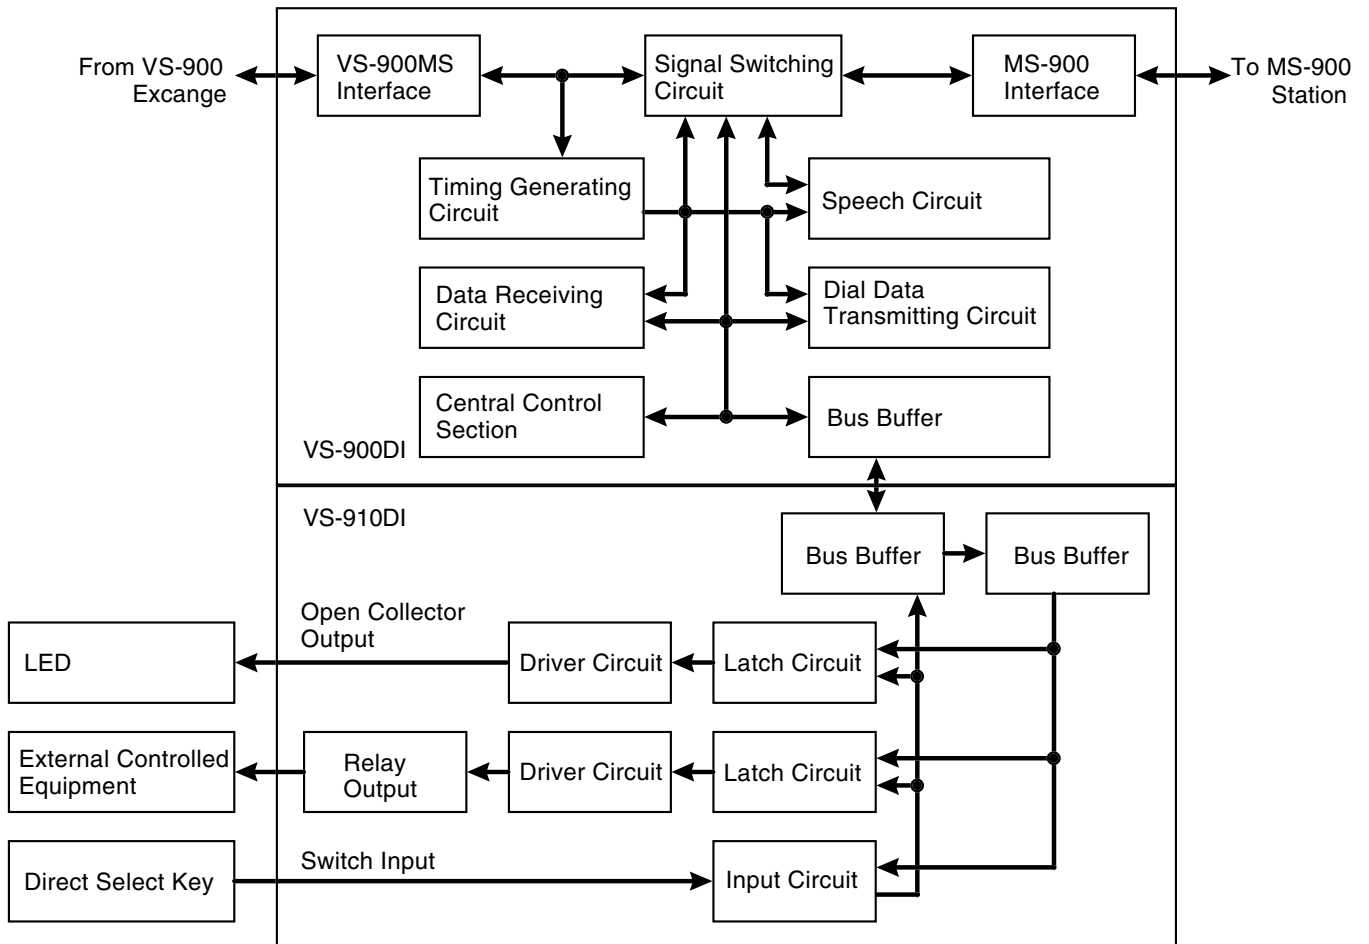 From VS-900
Excange
VS-900MS
Interface
Signal Switching
Circuit
MS-900
Interface
To MS-900
Station
Timing Generating
Circuit
Speech Circuit
Data Receiving
Circuit
Dial Data
Transmitting Circuit
Central Control
Section
Bus Buffer
VS-900DI
VS-910DI
Bus Buffer
Bus Buffer
Open Collector
Output
LED
Driver Circuit
Latch Circuit
External Controlled
Equipment
Relay
Output
Driver Circuit
Latch Circuit
Switch Input
Direct Select Key
Input Circuit